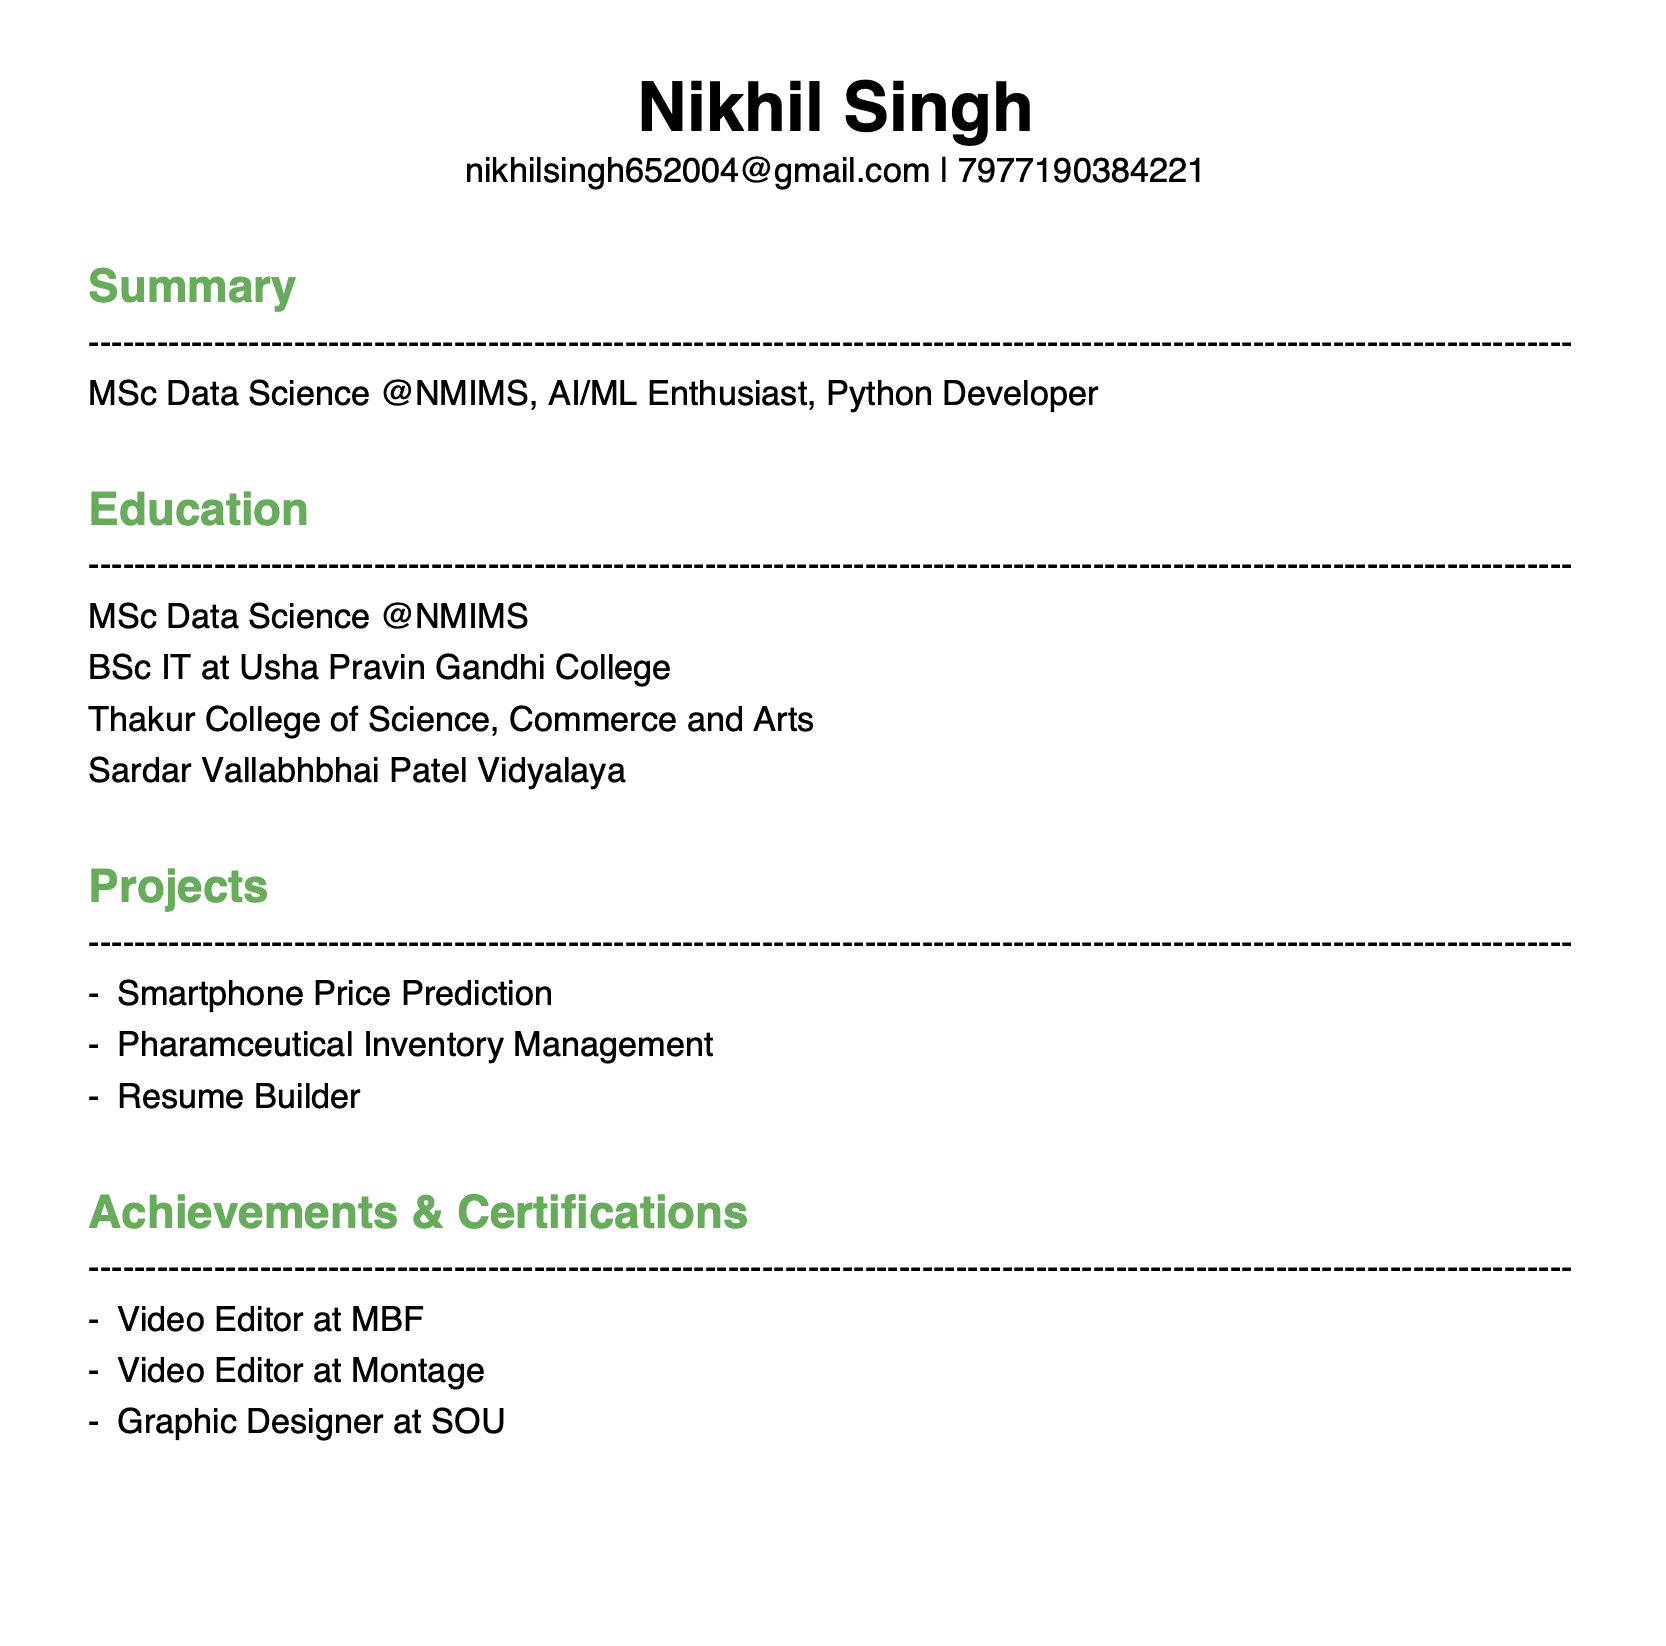 Nikhil Singh
nikhilsingh652004@gmail.com | 7977190384221
Summary
---------------------------------------------------------------------------------------------------------------------------------
MSc Data Science @NMIMS, AI/ML Enthusiast, Python Developer
Education
---------------------------------------------------------------------------------------------------------------------------------
MSc Data Science @NMIMS
BSc IT at Usha Pravin Gandhi College
Thakur College of Science, Commerce and Arts
Sardar Vallabhbhai Patel Vidyalaya
Projects
---------------------------------------------------------------------------------------------------------------------------------
- Smartphone Price Prediction
- Pharamceutical Inventory Management
- Resume Builder
Achievements & Certifications
---------------------------------------------------------------------------------------------------------------------------------
- Video Editor at MBF
- Video Editor at Montage
- Graphic Designer at SOU